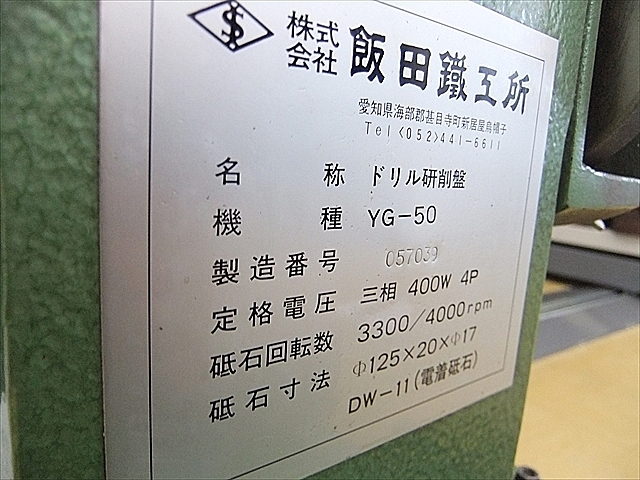 株式会社 飯田鐵工所
愛知県海部郡甚目寺町新居屋鳥帽子
Tel<052>441-6611
名称 ドリル研削盤
機種 YG-50
製造番号 057039
定格電圧 三相 400W 4P
砥石回転数 3300/4000rpm
砥石寸法 Φ125×20×Φ17
DW-11(電着砥石)